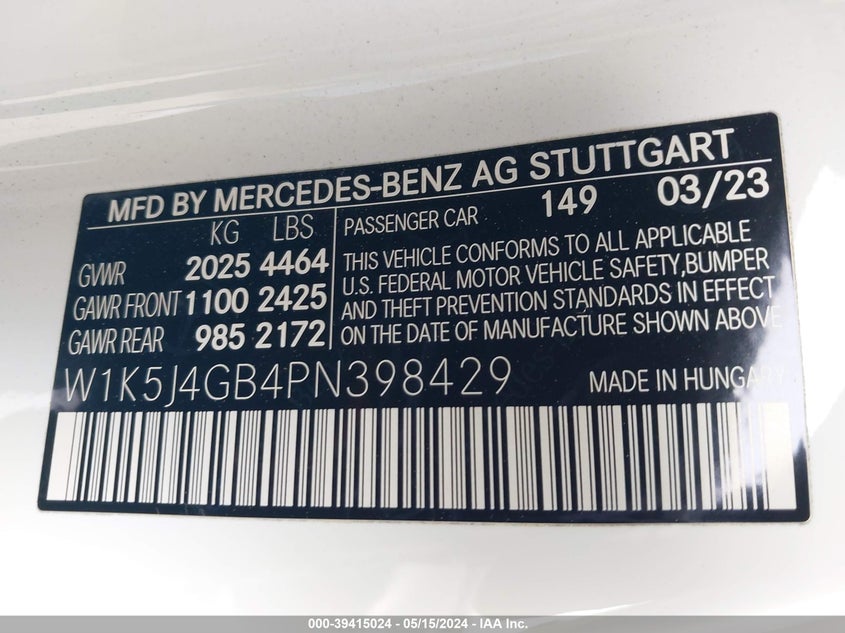 MFD BY MERCEDES-BENZ AG STUTTGART
KG LBS
GVWR 2025 4464
GAWR FRONT 1100 2425
GAWR REAR 985 2172
PASSENGER CAR 149 03/23
THIS VEHICLE CONFORMS TO ALL APPLICABLE
U.S. FEDERAL MOTOR VEHICLE SAFETY,BUMPER
AND THEFT PREVENTION STANDARDS IN EFFECT
ON THE DATE OF MANUFACTURE SHOWN ABOVE
W1K5J4GB4PN398429 MADE IN HUNGARY
000-39415024 - 05/15/2024 - IAA Inc.